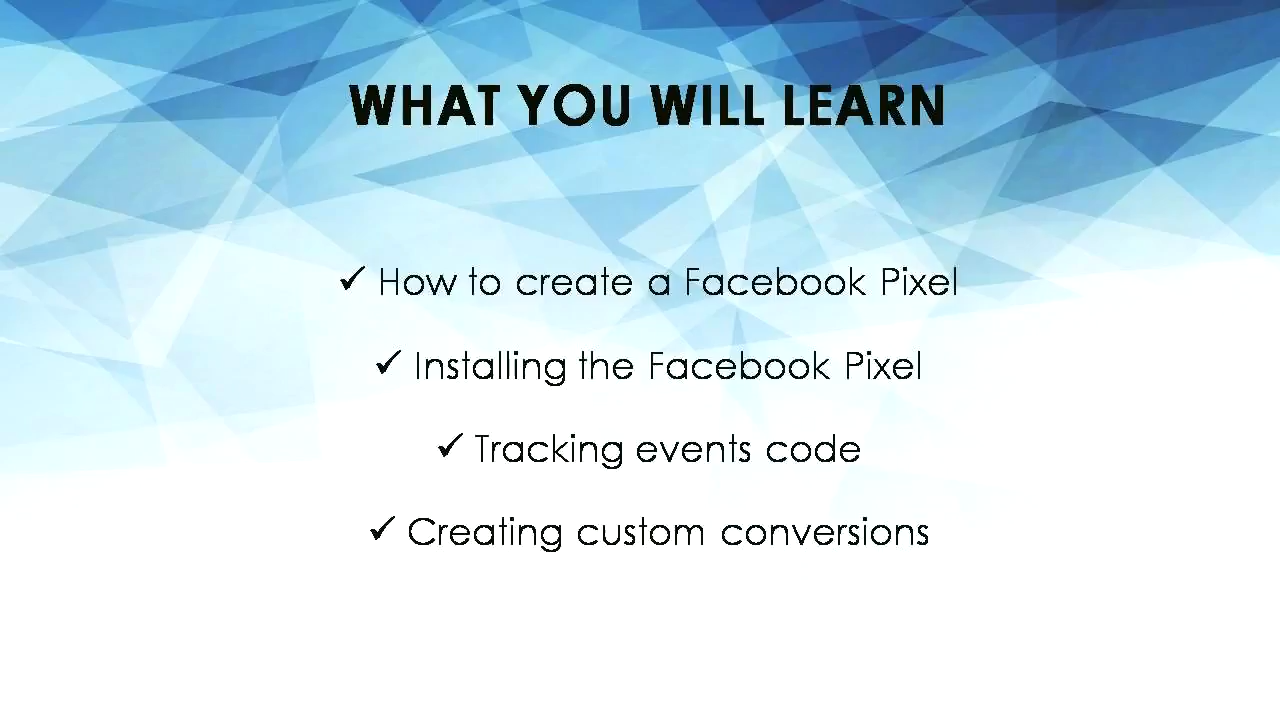 WHAT YOU WILL LEARN
✓ How to create a Facebook Pixel
✓ Installing the Facebook Pixel
✓ Tracking events code
✓ Creating custom conversions